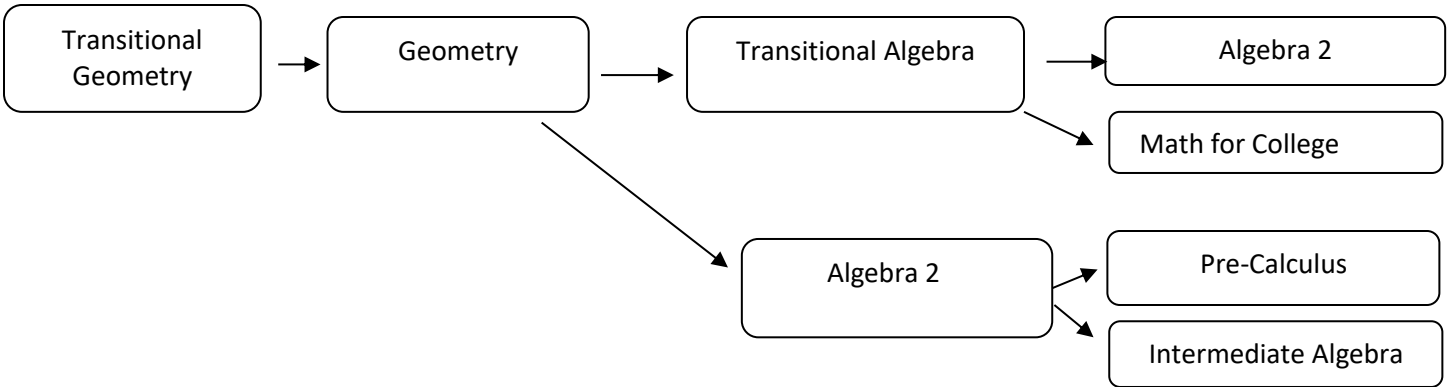 Transitional
Geometry
Geometry
Transitional Algebra
Algebra 2
Math for College
Algebra 2
Pre-Calculus
Intermediate Algebra